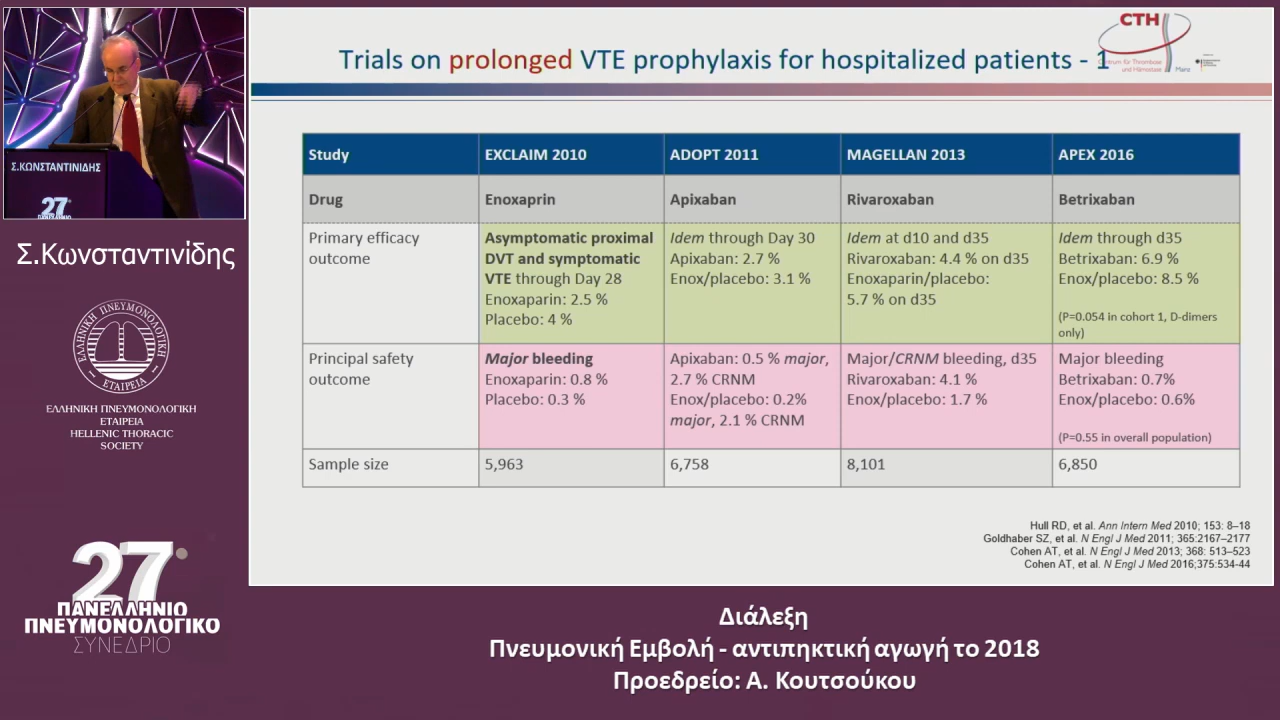 Trials on prolonged VTE prophylaxis for hospitalized patients - 1
CTH
Centrum für Thrombose
und Hämostase
Mainz
Σ.ΚΩΝΣΤΑΝΤΙΝΙΔΗΣ
27
Σ.Κωνσταντινίδης
ΕΛΛΗΝΙΚΗ ΠΝΕΥΜΟΝΟΛΟΓΙΚΗ
ΕΤΑΙΡΕΙΑ
ΕΛΛΗΝΙΚΗ ΠΝΕΥΜΟΝΟΛΟΓΙΚΗ
ΕΤΑΙΡΕΙΑ
HELLENIC THORACIC
SOCIETY
27ο
ΠΑΝΕΛΛΗΝΙΟ
ΠΝΕΥΜΟΝΟΛΟΓΙΚΟ
ΣΥΝΕΔΡΙΟ
Study
EXCLAIM 2010
ADOPT 2011
MAGELLAN 2013
APEX 2016
Drug
Enoxaprin
Apixaban
Rivaroxaban
Betrixaban
Primary efficacy
outcome
Asymptomatic proximal
DVT and symptomatic
VTE through Day 28
Enoxaparin: 2.5 %
Placebo: 4 %
Idem through Day 30
Apixaban: 2.7 %
Enox/placebo: 3.1 %
Idem at d10 and d35
Rivaroxaban: 4.4 % on d35
Enoxaparin/placebo:
5.7 % on d35
Idem through d35
Betrixaban: 6.9 %
Enox/placebo: 8.5 %
(P=0.054 in cohort 1, D-dimers
only)
Principal safety
outcome
Major bleeding
Enoxaparin: 0.8 %
Placebo: 0.3 %
Apixaban: 0.5 % major,
2.7 % CRNM
Enox/placebo: 0.2%
major, 2.1 % CRNM
Major/CRNM bleeding, d35
Rivaroxaban: 4.1 %
Enox/placebo: 1.7 %
Major bleeding
Betrixaban: 0.7%
Enox/placebo: 0.6%
(P=0.55 in overall population)
Sample size
5,963
6,758
8,101
6,850
Hull RD, et al. Ann Intern Med 2010; 153: 8–18
Goldhaber SZ, et al. N Engl J Med 2011; 365:2167–2177
Cohen AT, et al. N Engl J Med 2013; 368: 513–523
Cohen AT, et al. N Engl J Med 2016;375:534-44
Διάλεξη
Πνευμονική Εμβολή - αντιπηκτική αγωγή το 2018
Προεδρείο: Α. Κουτσούκου